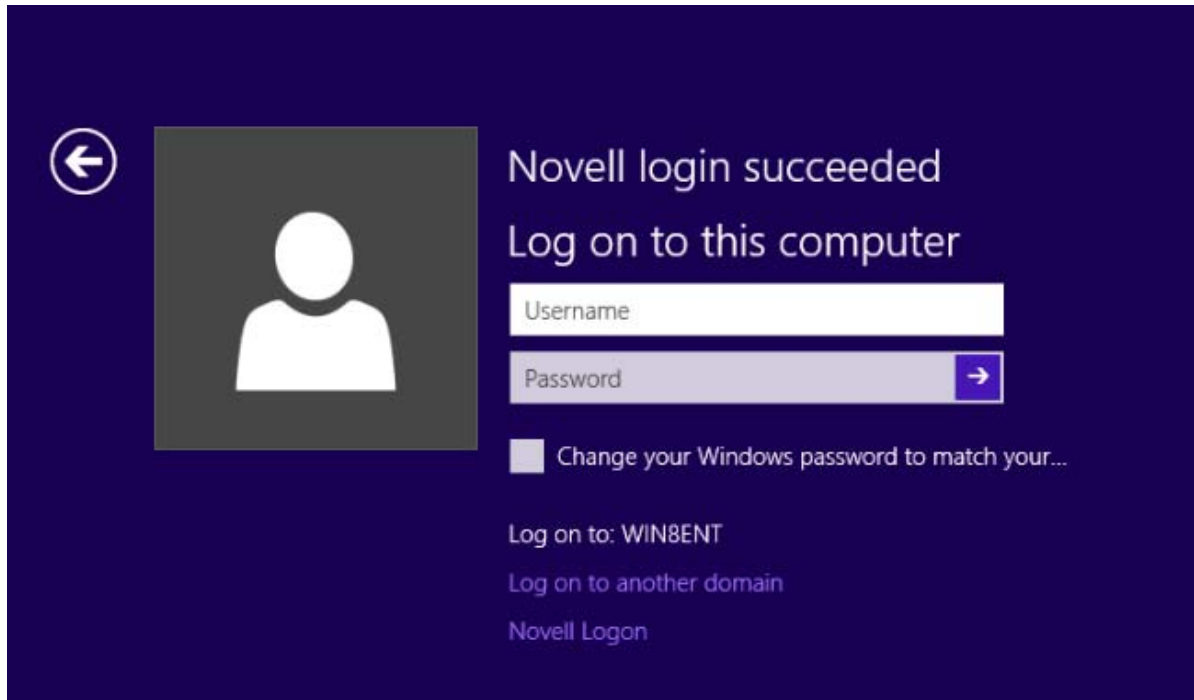 Novell login succeeded
Log on to this computer
Username
Password
Change your Windows password to match your...
Log on to: WIN8ENT
Log on to another domain
Novell Logon